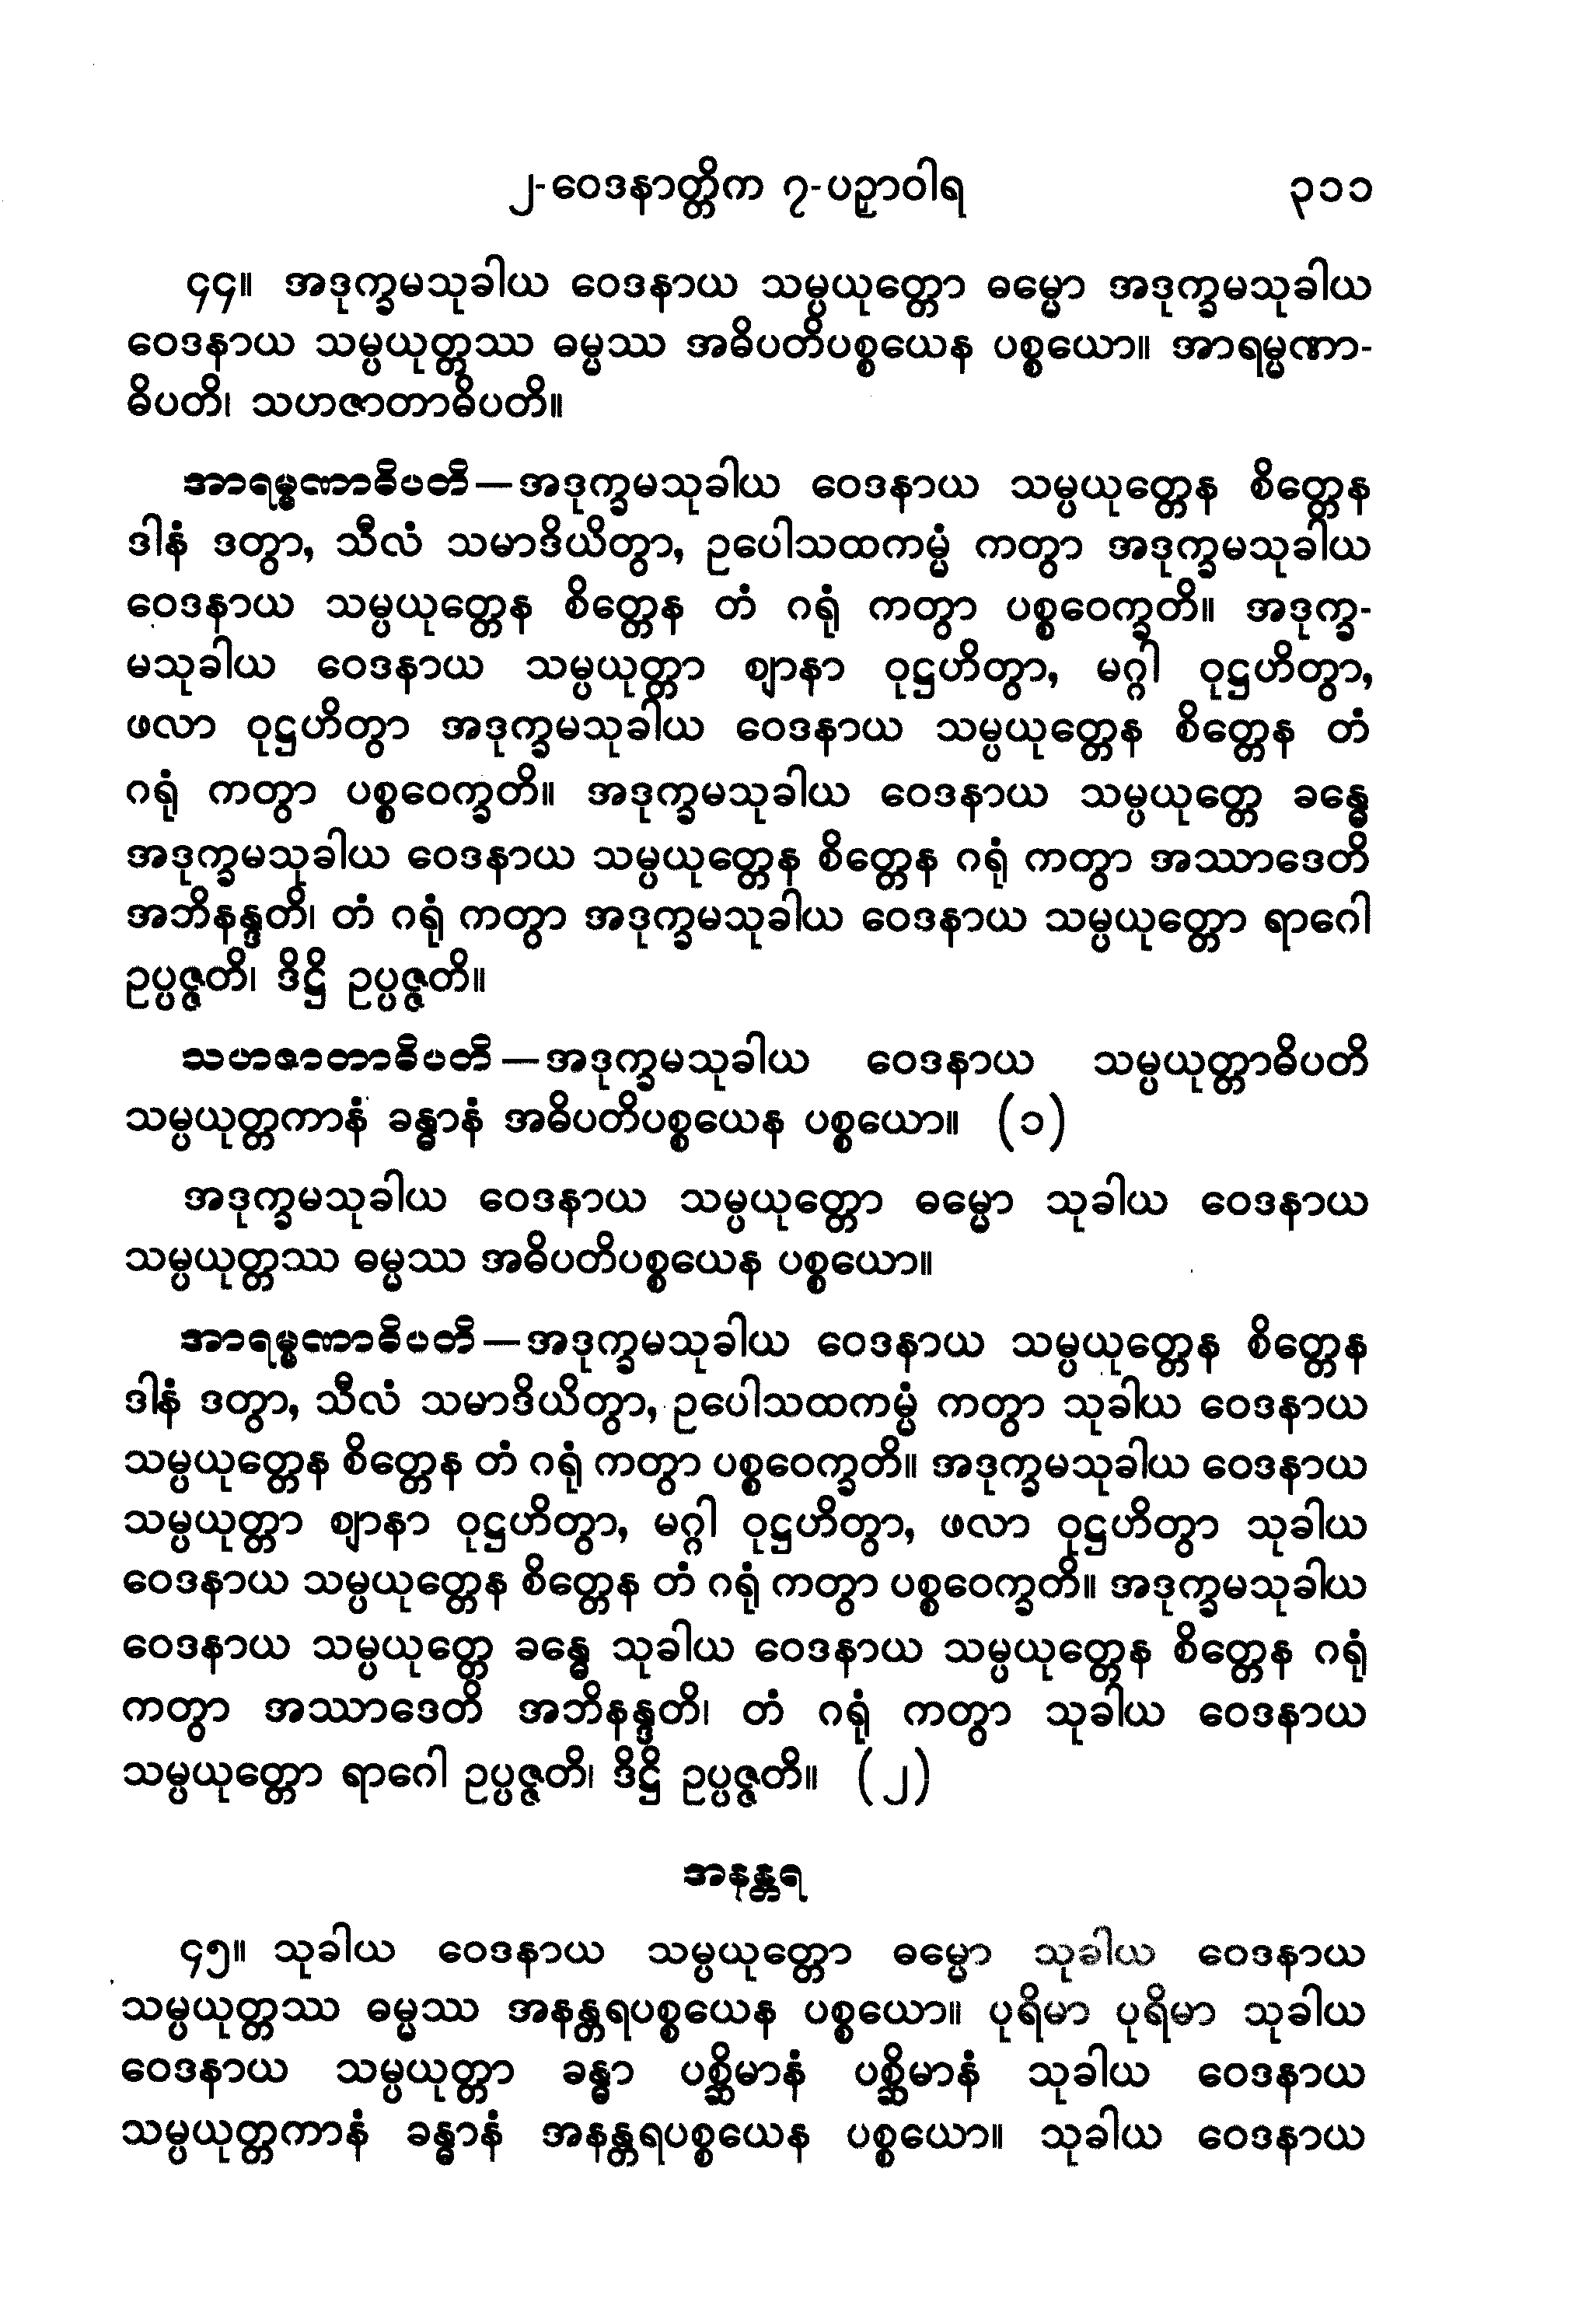 ၂-ဝေဒနာတ္တိက ၇-ပဉှာဝါရ ၃၁၁
၄၄။ အဒုက္ခမသုခါယ ဝေဒနာယ သမ္ပယုတ္တော ဓမ္မော အဒုက္ခမသုခါယ
ဝေဒနာယ သမ္ပယုတ္တဿ ဓမ္မဿ အဓိပတိပစ္စယေန ပစ္စယော။ အာရမ္မဏာ-
ဓိပတိ၊ သဟဇာတာဓိပတိ။
အာရမ္မဏာဓိပတိ—အဒုက္ခမသုခါယ ဝေဒနာယ သမ္ပယုတ္တေန စိတ္တေန
ဒါနံ ဒတွာ, သီလံ သမာဒိယိတွာ, ဥပေါသထကမ္မံ ကတွာ အဒုက္ခမသုခါယ
ဝေဒနာယ သမ္ပယုတ္တေန စိတ္တေန တံ ဂရုံ ကတွာ ပစ္စဝေက္ခတိ။ အဒုက္ခ-
မသုခါယ ဝေဒနာယ သမ္ပယုတ္တာ ဈာနာ ဝုဋ္ဌဟိတွာ, မဂ္ဂါ ဝုဋ္ဌဟိတွာ,
ဖလာ ဝုဋ္ဌဟိတွာ အဒုက္ခမသုခါယ ဝေဒနာယ သမ္ပယုတ္တေန စိတ္တေန တံ
ဂရုံ ကတွာ ပစ္စဝေက္ခတိ။ အဒုက္ခမသုခါယ ဝေဒနာယ သမ္ပယုတ္တေ ခန္ဓေ
အဒုက္ခမသုခါယ ဝေဒနာယ သမ္ပယုတ္တေန စိတ္တေန ဂရုံ ကတွာ အဿာဒေတိ
အဘိနန္ဒတိ၊ တံ ဂရုံ ကတွာ အဒုက္ခမသုခါယ ဝေဒနာယ သမ္ပယုတ္တော ရာဂေါ
ဥပ္ပဇ္ဇတိ၊ ဒိဋ္ဌိ ဥပ္ပဇ္ဇတိ။
သဟဇာတာဓိပတိ—အဒုက္ခမသုခါယ ဝေဒနာယ သမ္ပယုတ္တာဓိပတိ
သမ္ပယုတ္တကာနံ ခန္ဓာနံ အဓိပတိပစ္စယေန ပစ္စယော။ (၁)
အဒုက္ခမသုခါယ ဝေဒနာယ သမ္ပယုတ္တော ဓမ္မော သုခါယ ဝေဒနာယ
သမ္ပယုတ္တဿ ဓမ္မဿ အဓိပတိပစ္စယေန ပစ္စယော။
အာရမ္မဏာဓိပတိ—အဒုက္ခမသုခါယ ဝေဒနာယ သမ္ပယုတ္တေန စိတ္တေန
ဒါနံ ဒတွာ, သီလံ သမာဒိယိတွာ, ဥပေါသထကမ္မံ ကတွာ သုခါယ ဝေဒနာယ
သမ္ပယုတ္တေန စိတ္တေန တံ ဂရုံ ကတွာ ပစ္စဝေက္ခတိ။ အဒုက္ခမသုခါယ ဝေဒနာယ
သမ္ပယုတ္တာ ဈာနာ ဝုဋ္ဌဟိတွာ, မဂ္ဂါ ဝုဋ္ဌဟိတွာ, ဖလာ ဝုဋ္ဌဟိတွာ သုခါယ
ဝေဒနာယ သမ္ပယုတ္တေန စိတ္တေန တံ ဂရုံ ကတွာ ပစ္စဝေက္ခတိ။ အဒုက္ခမသုခါယ
ဝေဒနာယ သမ္ပယုတ္တေ ခန္ဓေ သုခါယ ဝေဒနာယ သမ္ပယုတ္တေန စိတ္တေန ဂရုံ
ကတွာ အဿာဒေတိ အဘိနန္ဒတိ၊ တံ ဂရုံ ကတွာ သုခါယ ဝေဒနာယ
သမ္ပယုတ္တော ရာဂေါ ဥပ္ပဇ္ဇတိ၊ ဒိဋ္ဌိ ဥပ္ပဇ္ဇတိ။ (၂)
အနန္တရ
၄၅။ သုခါယ ဝေဒနာယ သမ္ပယုတ္တော ဓမ္မော သုခါယ ဝေဒနာယ
သမ္ပယုတ္တဿ ဓမ္မဿ အနန္တရပစ္စယေန ပစ္စယော။ ပုရိမာ ပုရိမာ သုခါယ
ဝေဒနာယ သမ္ပယုတ္တာ ခန္ဓာ ပစ္ဆိမာနံ ပစ္ဆိမာနံ သုခါယ ဝေဒနာယ
သမ္ပယုတ္တကာနံ ခန္ဓာနံ အနန္တရပစ္စယေန ပစ္စယော။ သုခါယ ဝေဒနာယ